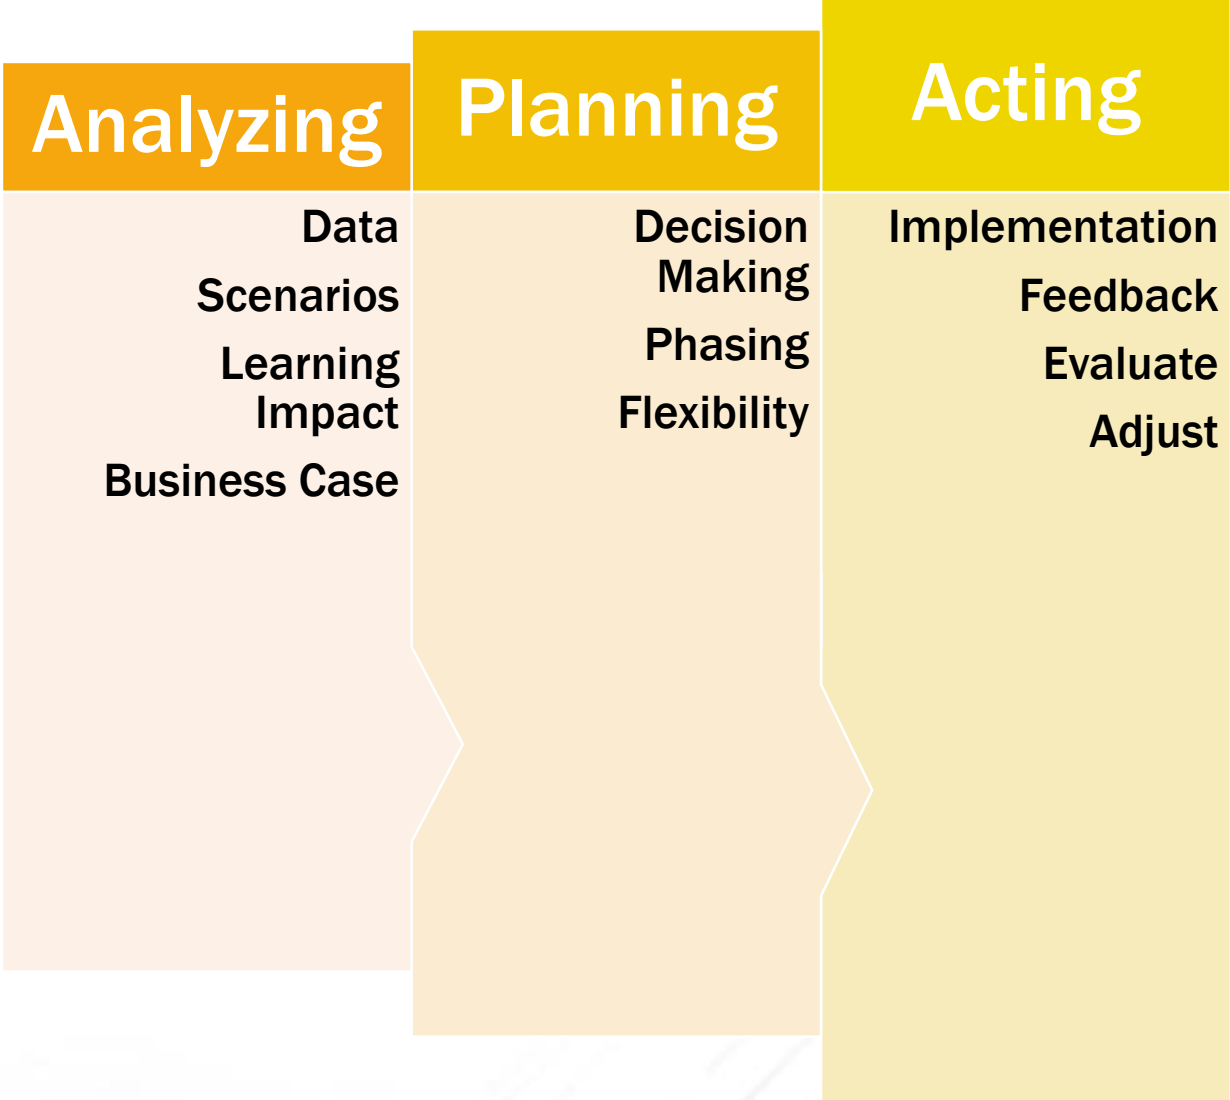 Analyzing
Data
Scenarios
Learning
Impact
Business Case
Planning
Decision
Making
Phasing
Flexibility
Acting
Implementation
Feedback
Evaluate
Adjust